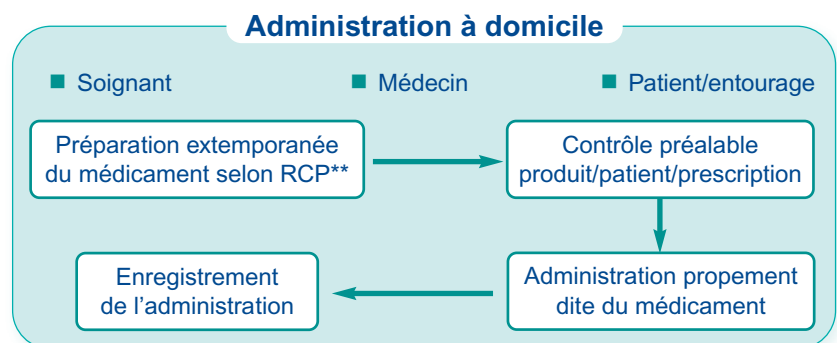 Administration à domicile
■ Soignant ■ Médecin ■ Patient/entourage
Préparation extemporanée
du médicament selon RCP**
Contrôle préalable
produit/patient/prescription
Administration propement
dite du médicament
Enregistrement
de l’administration